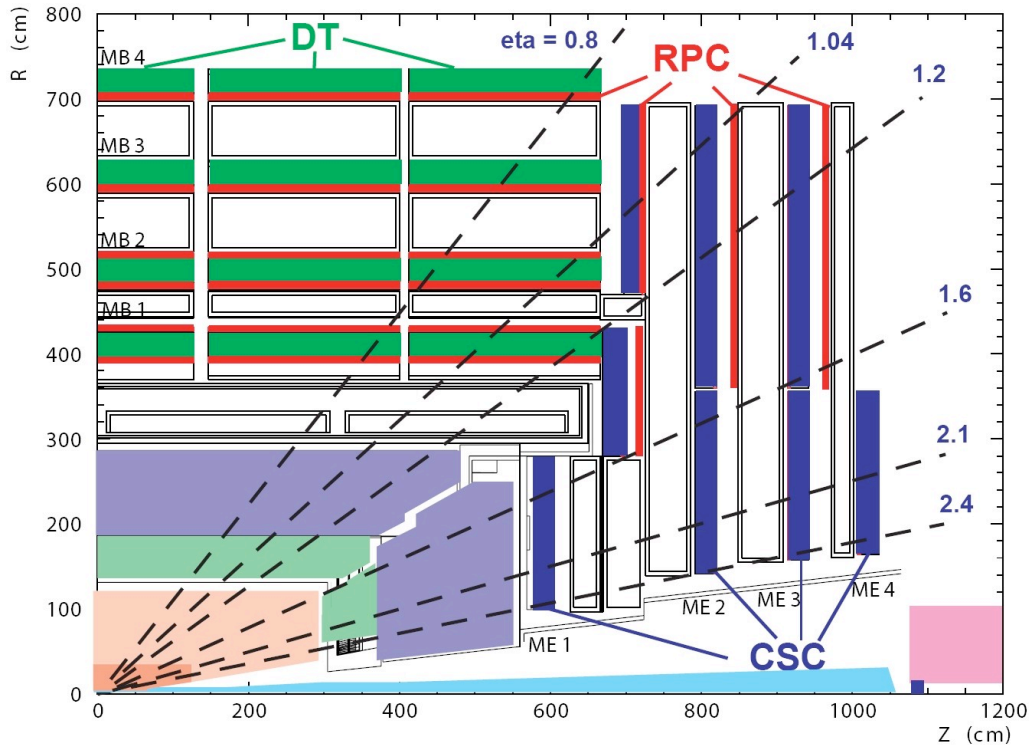 R (cm)
800
700
600
500
400
300
200
100
0
MB 4
MB 3
MB 2
MB 1
DT
eta = 0.8
1.04
RPC
1.2
1.6
2.1
2.4
ME 1
ME 2
ME 3
ME 4
CSC
0
200
400
600
800
1000
1200
Z (cm)